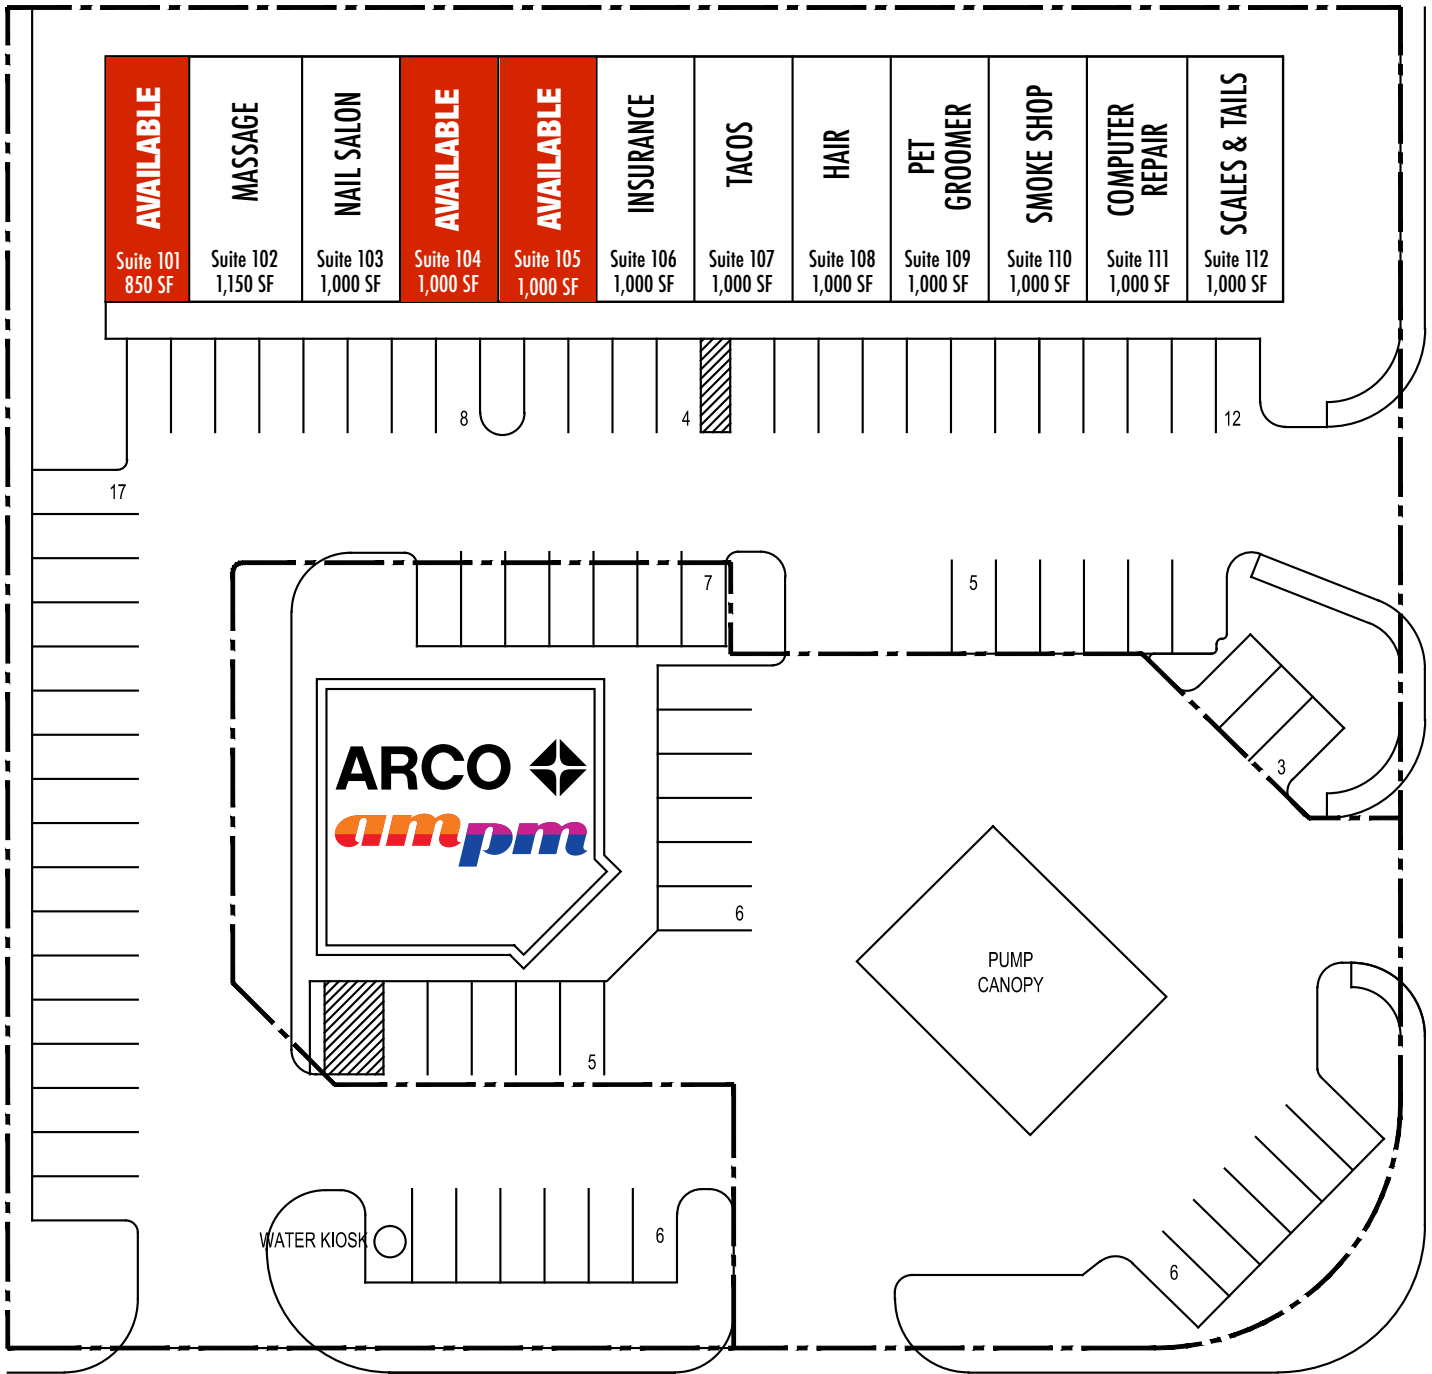 AVAILABLE
Suite 101
850 SF
MASSAGE
Suite 102
1,150 SF
NAIL SALON
Suite 103
1,000 SF
AVAILABLE
Suite 104
1,000 SF
AVAILABLE
Suite 105
1,000 SF
INSURANCE
Suite 106
1,000 SF
TACOS
Suite 107
1,000 SF
HAIR
Suite 108
1,000 SF
PET
GROOMER
Suite 109
1,000 SF
SMOKE SHOP
Suite 110
1,000 SF
COMPUTER
REPAIR
Suite 111
1,000 SF
SCALES & TAILS
Suite 112
1,000 SF
8
4
12
17
7
5
3
ARCO
ampm
6
PUMP
CANOPY
5
WATER KIOSK
6
6